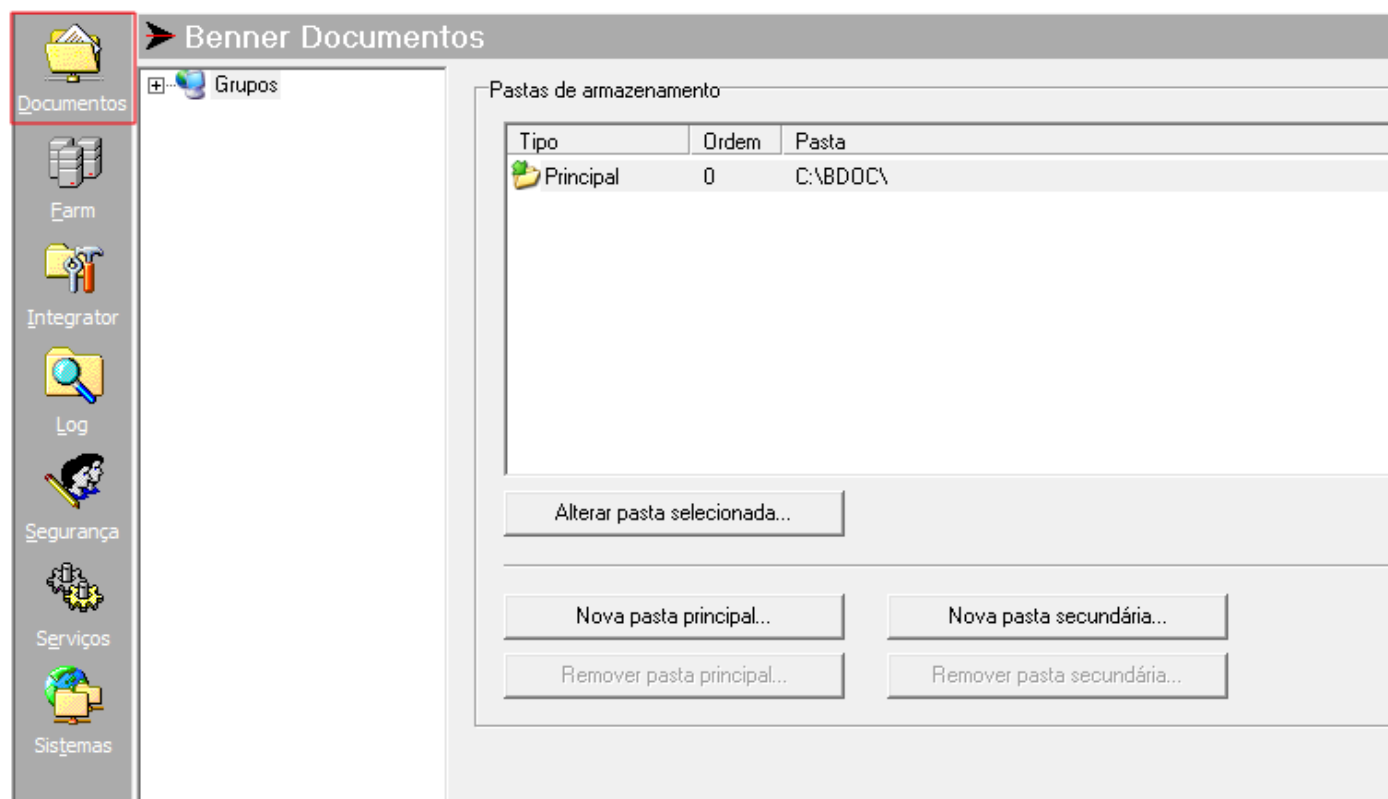 Benner Documentos
Documentos
Farm
Integrator
Log
Segurança
Serviços
Sistemas
Grupos
Pastas de armazenamento
Tipo Ordem Pasta
Principal 0 C:\BDOC\
Alterar pasta selecionada...
Nova pasta principal... Nova pasta secundária...
Remover pasta principal... Remover pasta secundária...